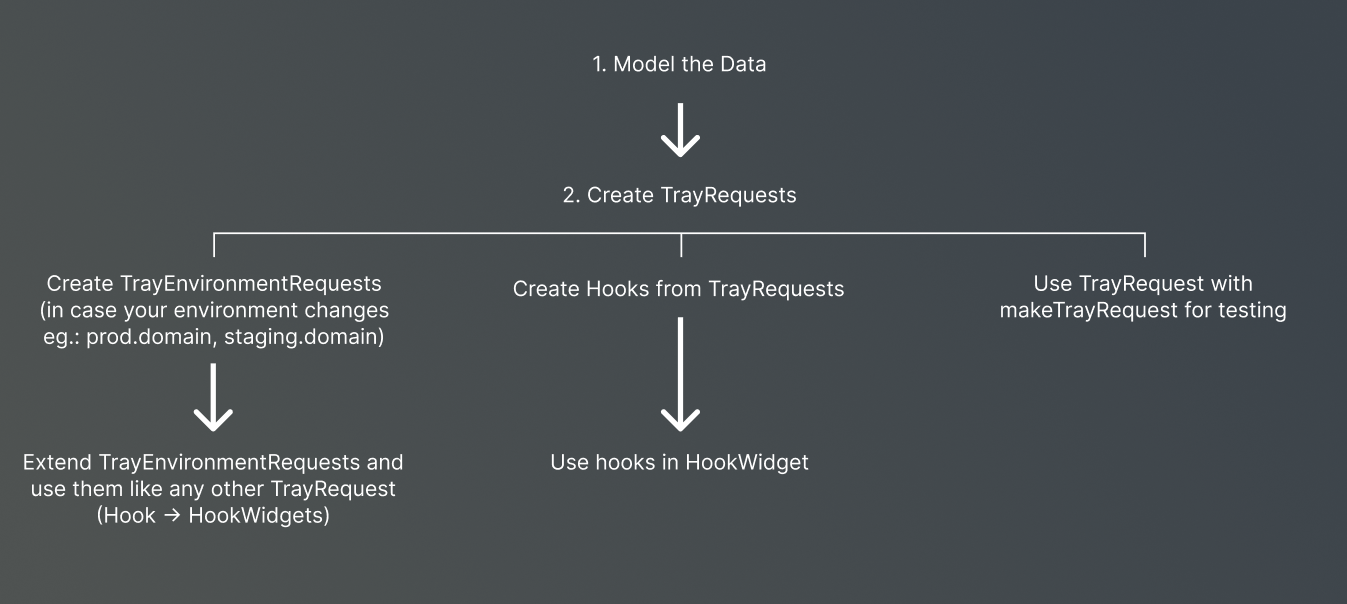 1. Model the Data
2. Create TrayRequests
Create TrayEnvironmentRequests
(in case your environment changes
eg.: prod.domain, staging.domain)
Create Hooks from TrayRequests
Use TrayRequest with
makeTrayRequest for testing
Extend TrayEnvironmentRequests and
use them like any other TrayRequest
(Hook → HookWidgets)
Use hooks in HookWidget